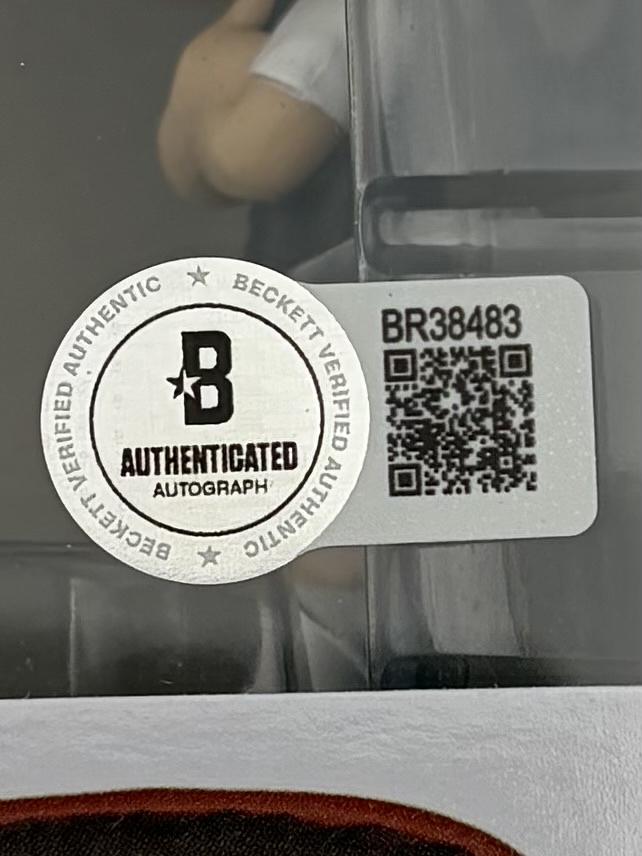 BECKETT VERIFIED AUTHENTIC
BECKETT VERIFIED AUTHENTIC
B
AUTHENTICATED
AUTOGRAPH
BR38483